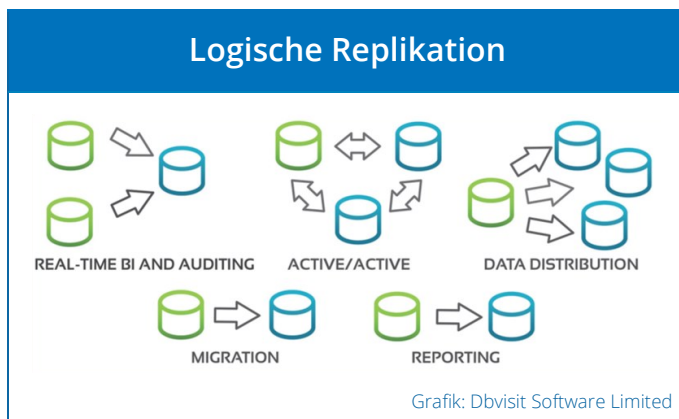 Logische Replikation
REAL-TIME BI AND AUDITING
ACTIVE/ACTIVE
DATA DISTRIBUTION
MIGRATION
REPORTING
Grafik: Dbvisit Software Limited